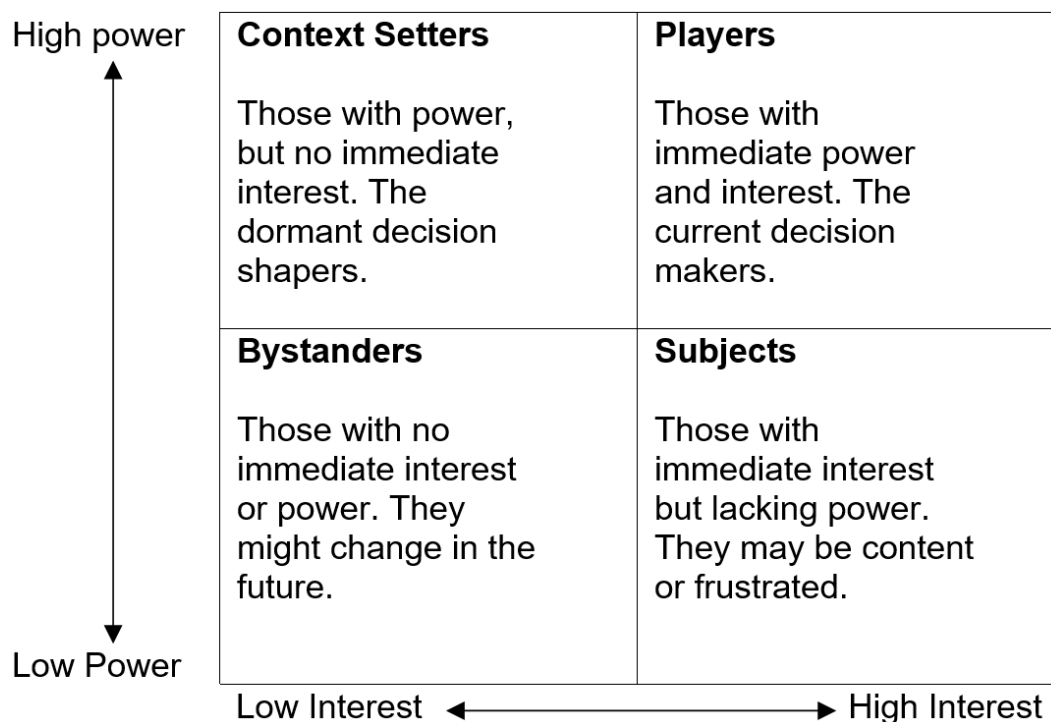 High power
Context Setters
Those with power,
but no immediate
interest. The
dormant decision
shapers.
Players
Those with
immediate power
and interest. The
current decision
makers.
Bystanders
Those with no
immediate interest
or power. They
might change in the
future.
Subjects
Those with
immediate interest
but lacking power.
They may be content
or frustrated.
Low Power
Low Interest
High Interest